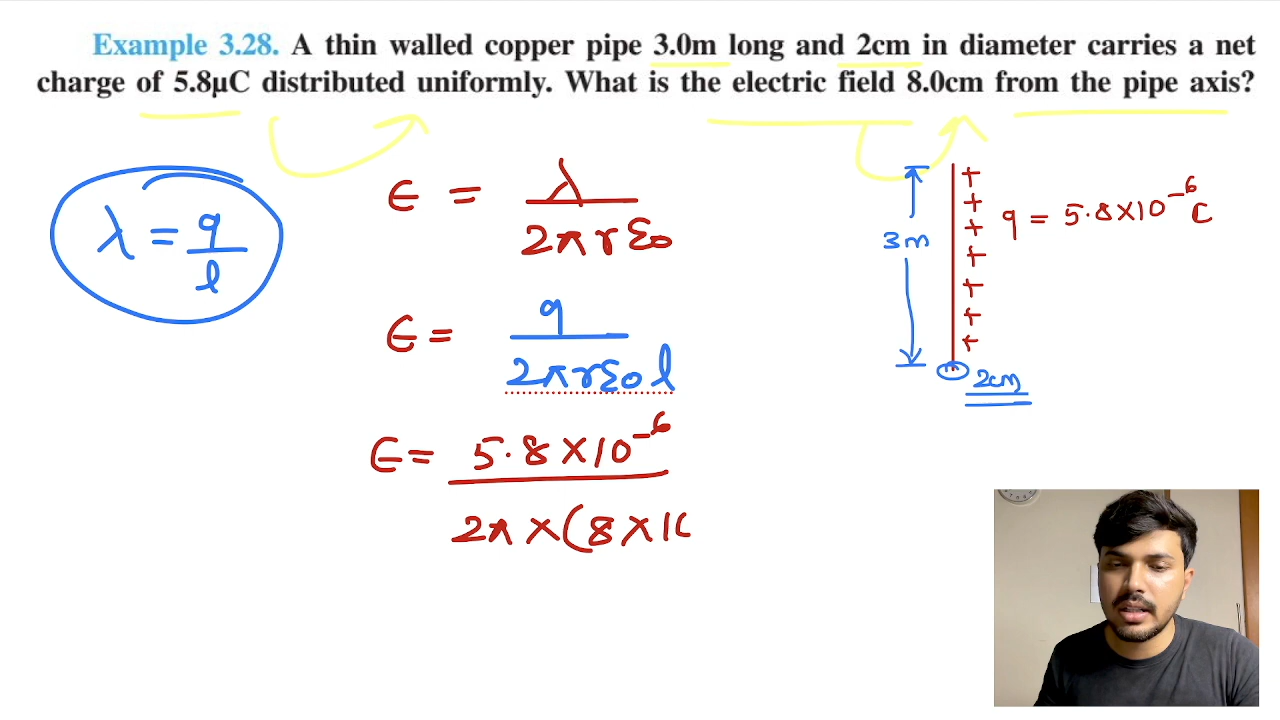 Example 3.28. A thin walled copper pipe 3.0m long and 2cm in diameter carries a net
charge of 5.8μC distributed uniformly. What is the electric field 8.0cm from the pipe axis?
λ = q/l
E = λ/2πrε₀
E = q/2πrε₀l
E = 5.8×10⁻⁶
2π×(8×10
3m
+
+
+
+
+
+
+
q = 5.8×10⁻⁶ C
2cm